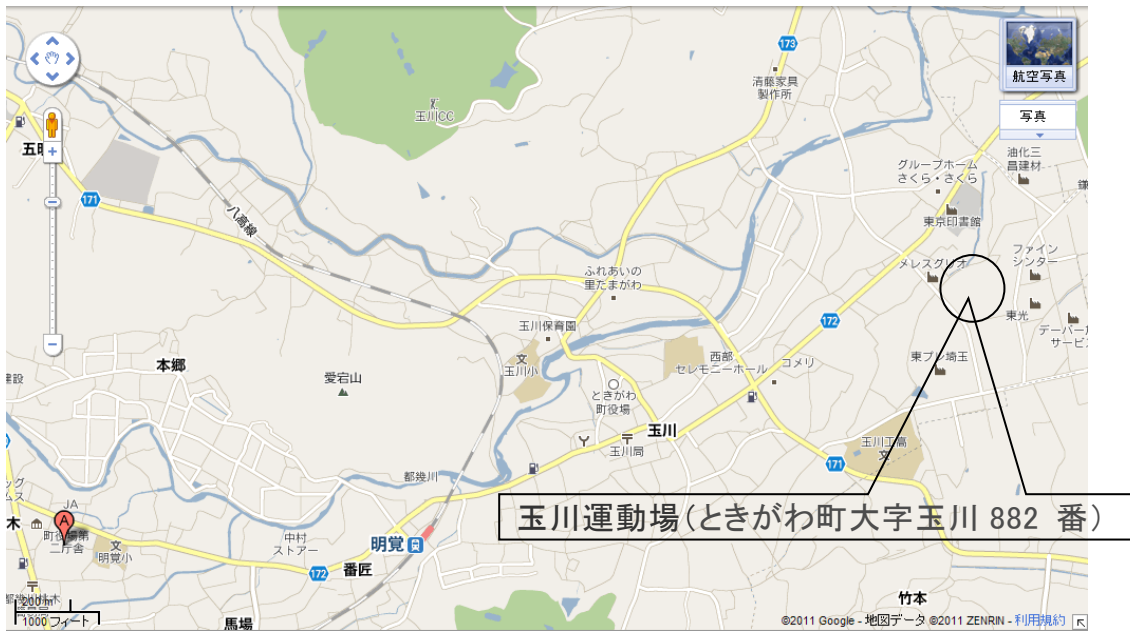 173
清藤家具
製作所
航空写真
写真
玉川CC
油化三
昌建材
グループホーム
さくら・さくら
東京印書館
171
八高線
ファイン
シンター
メレスグリオ
ふれあいの
里たまがわ
東光
玉川保育園
172
文
玉川小
西部
セレモニーホール
コメリ
東プレ埼玉
本郷
愛宕山
ときがわ
町役場
玉川
玉川局
玉川工高
文
171
都幾川
玉川運動場(ときがわ町大字玉川 882 番)
JA
A
木
町役場第
二庁舎
文
明覚小
中村
ストアー
明覚
172
番匠
竹本
馬場
200 m
1000 フィート
©2011 Google - 地図データ ©2011 ZENRIN - 利用規約